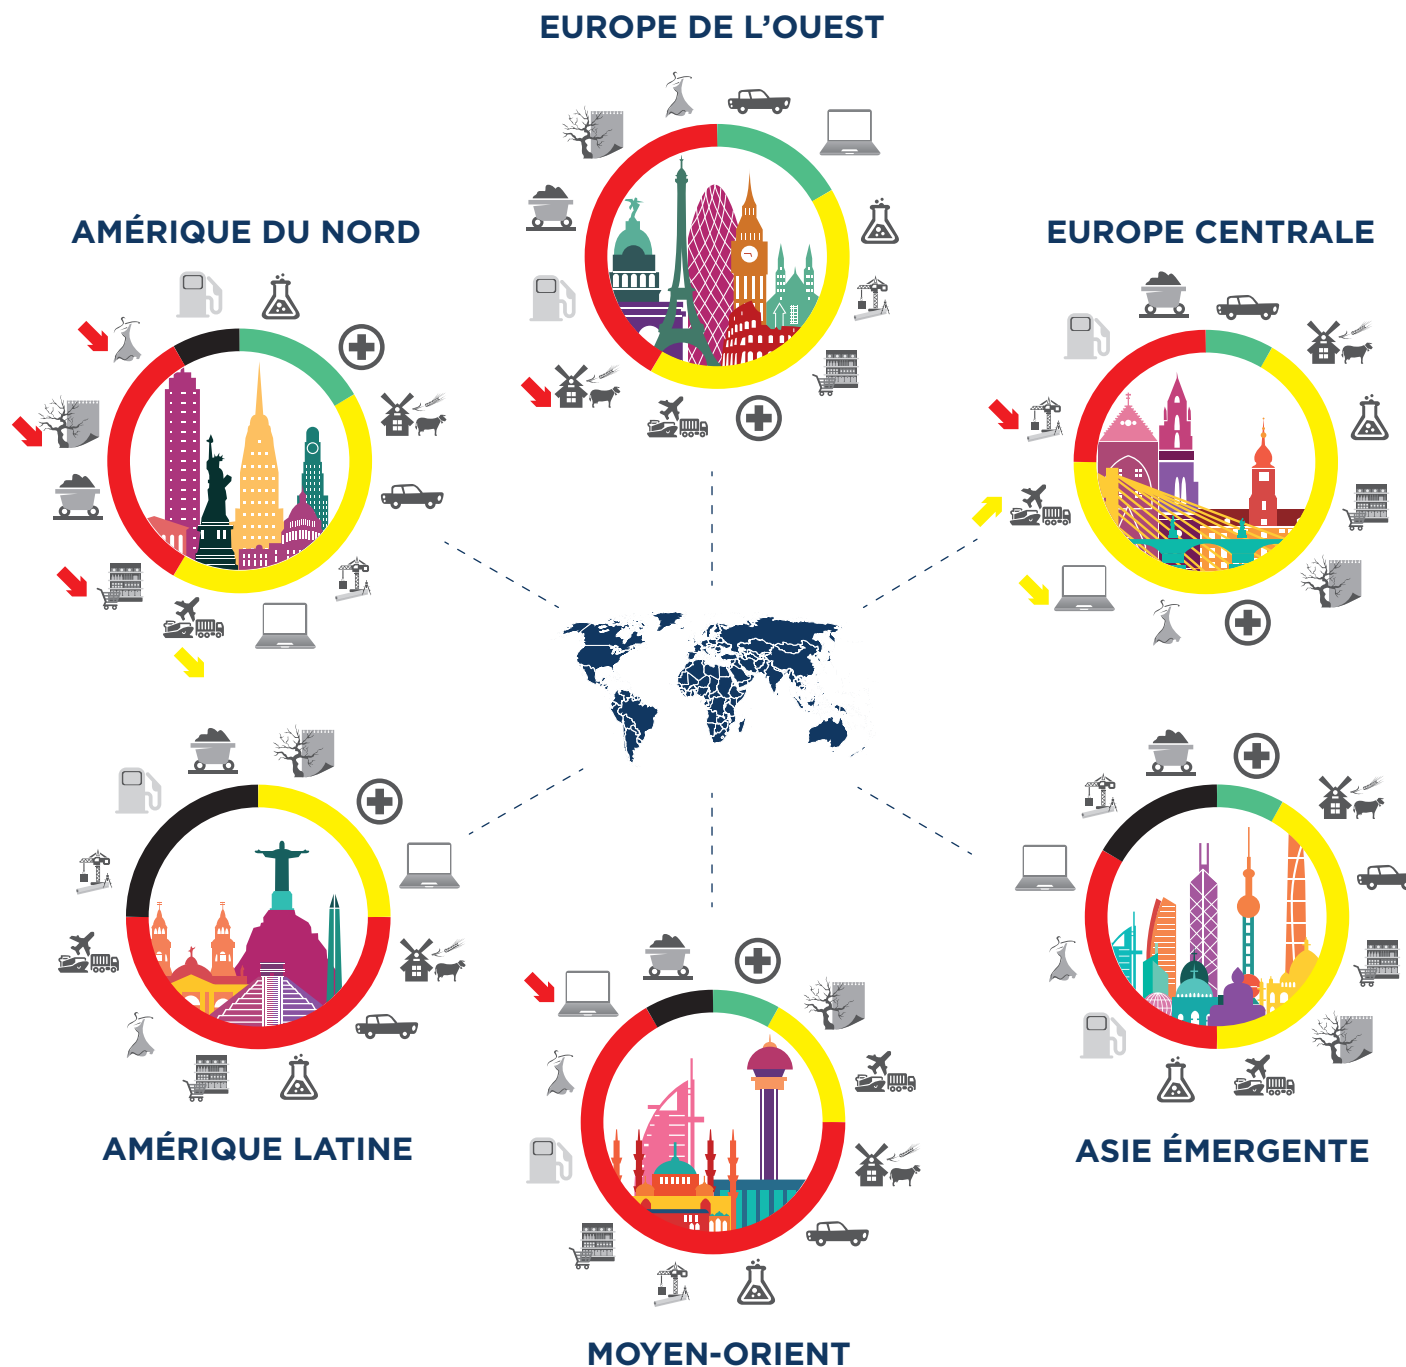 EUROPE DE L’OUEST
AMÉRIQUE DU NORD
EUROPE CENTRALE
AMÉRIQUE LATINE
ASIE ÉMERGENTE
MOYEN-ORIENT